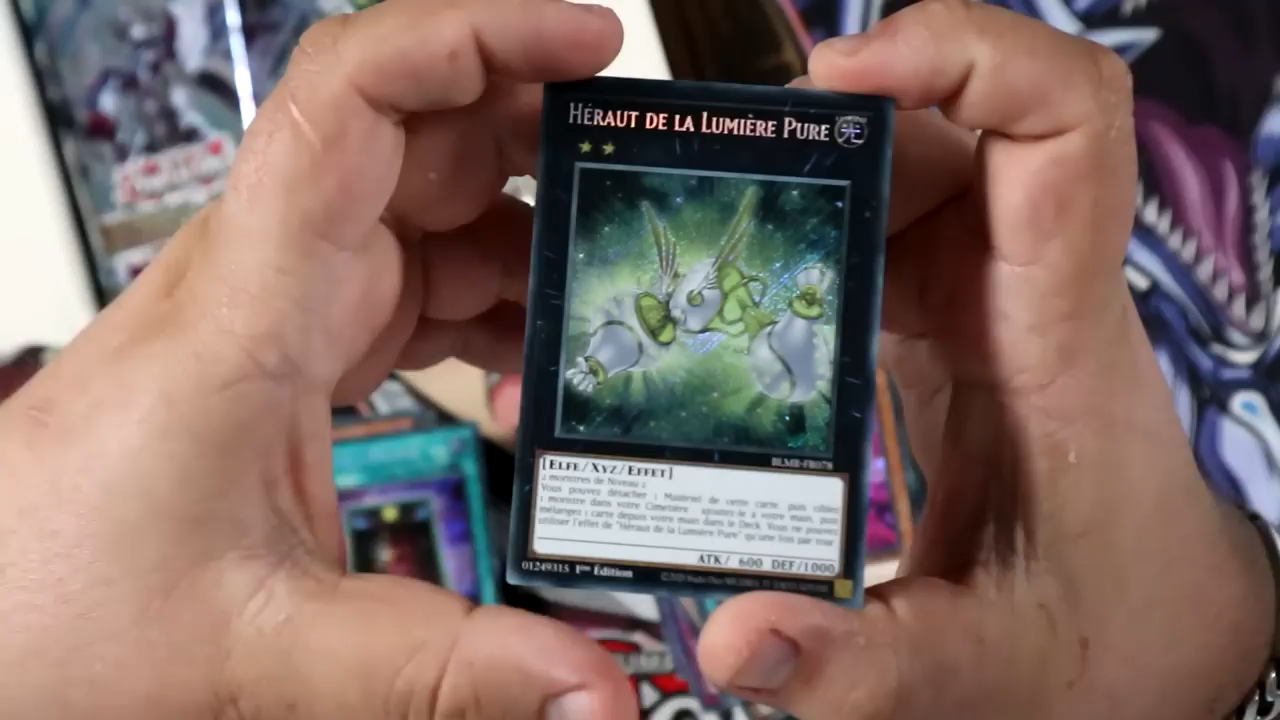 HÉRAUT DE LA LUMIÈRE PURE
光
BLMR-FR078
[ELFE/XYZ/EFFET]
2 monstres de Niveau 2
Vous pouvez détacher 1 Matériel de cette carte, puis ciblez
1 monstre dans votre Cimetière ; ajoutez-le à votre main, puis
mélangez 1 carte depuis votre main dans le Deck. Vous ne pouvez
utiliser l'effet de "Héraut de la Lumière Pure" qu'une fois par tour.
ATK/ 600 DEF/1000
01249315 1ère Édition